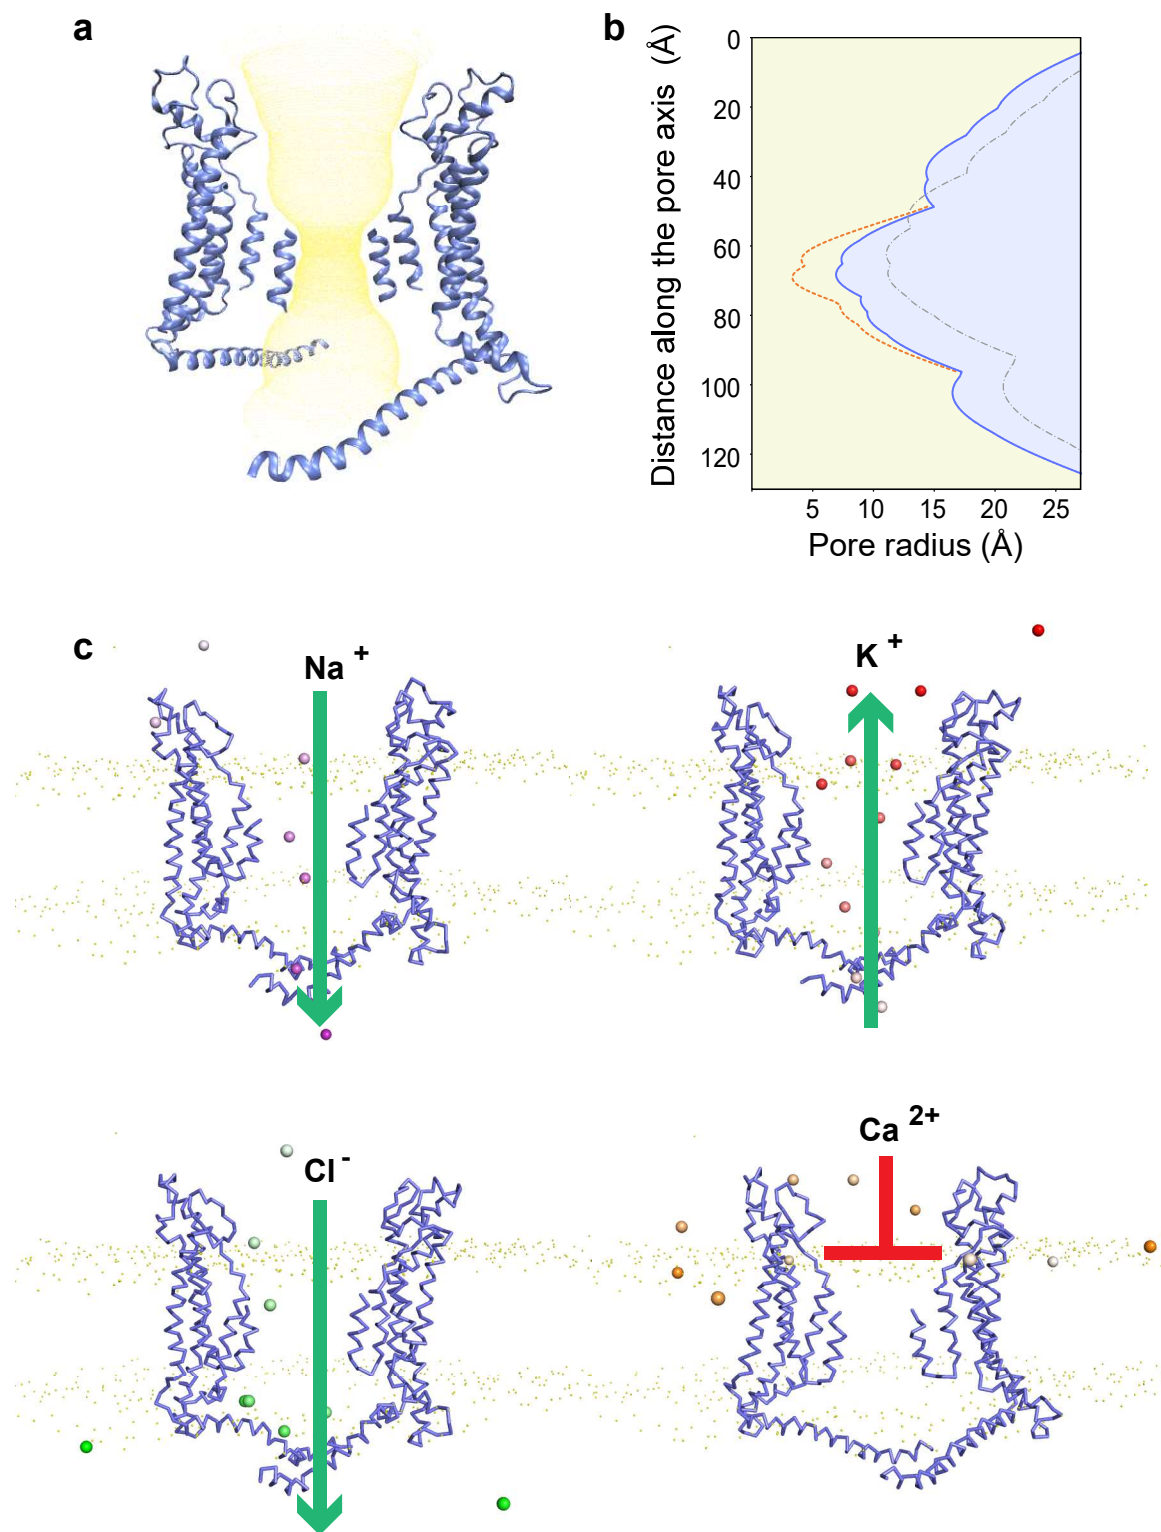 a
b
Distance along the pore axis (Å)
0
20
40
60
80
100
120
5 10 15 20 25
Pore radius (Å)
c
Na +
K +
Cl -
Ca 2+